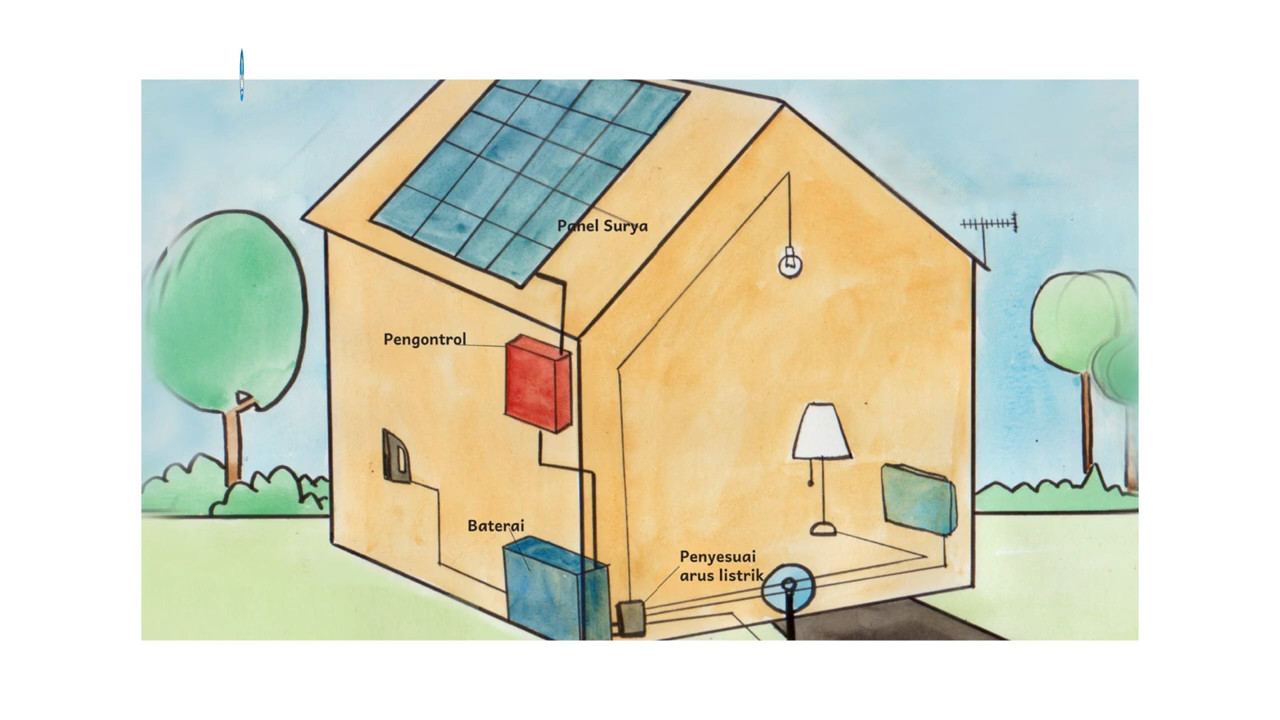 Panel Surya
Pengontrol
Baterai
Penyesuai
arus listrik